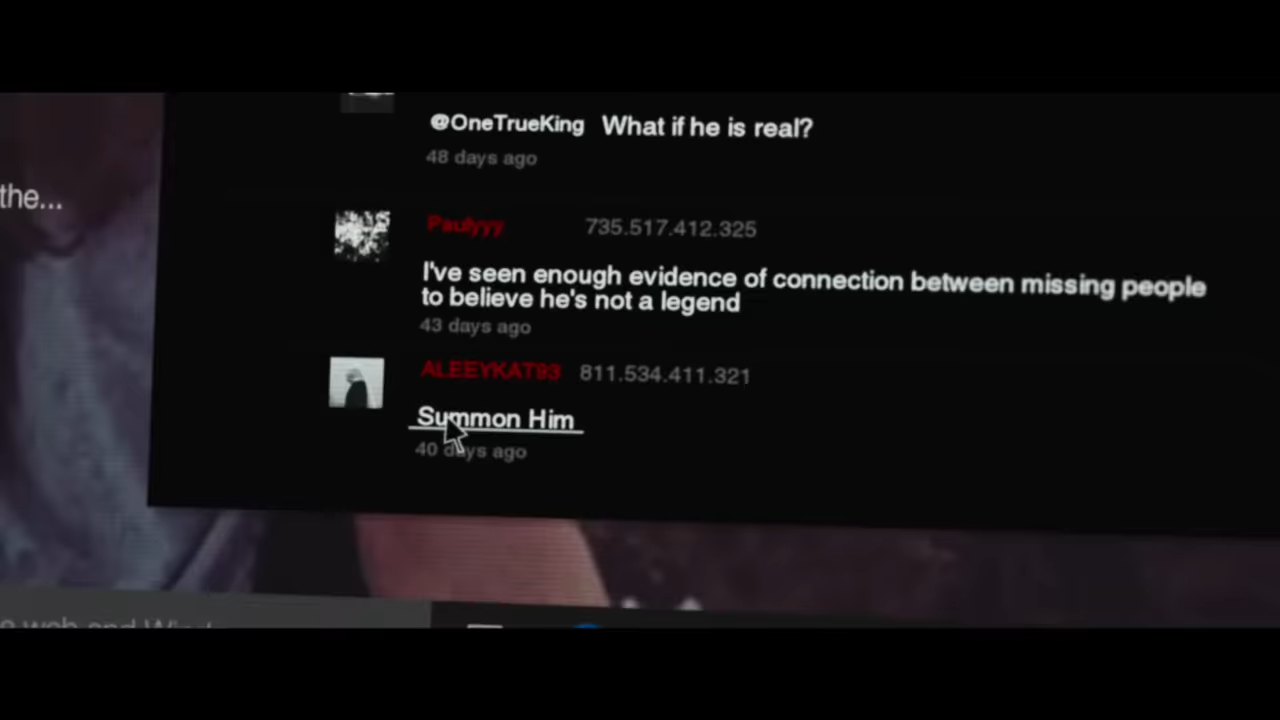 @OneTrueKing What if he is real?
48 days ago
the...
Paulyyy 735.517.412.325
I've seen enough evidence of connection between missing people
to believe he's not a legend
43 days ago
ALEEYKAT93 811.534.411.321
Summon Him
40 days ago
web and